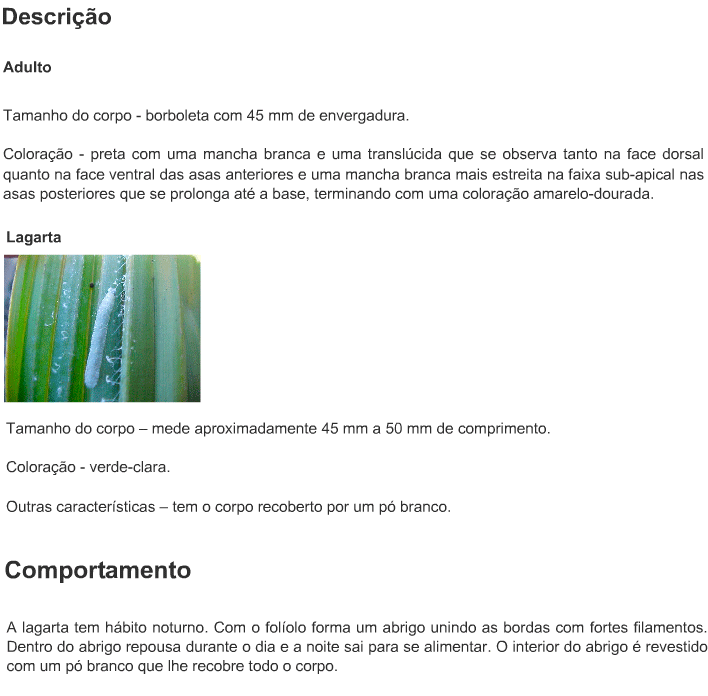 Descrição
Adulto
Tamanho do corpo - borboleta com 45 mm de envergadura.
Coloração - preta com uma mancha branca e uma translúcida que se observa tanto na face dorsal
quanto na face ventral das asas anteriores e uma mancha branca mais estreita na faixa sub-apical nas
asas posteriores que se prolonga até a base, terminando com uma coloração amarelo-dourada.
Lagarta
Tamanho do corpo – mede aproximadamente 45 mm a 50 mm de comprimento.
Coloração - verde-clara.
Outras características – tem o corpo recoberto por um pó branco.
Comportamento
A lagarta tem hábito noturno. Com o folíolo forma um abrigo unindo as bordas com fortes filamentos.
Dentro do abrigo repousa durante o dia e a noite sai para se alimentar. O interior do abrigo é revestido
com um pó branco que lhe recobre todo o corpo.